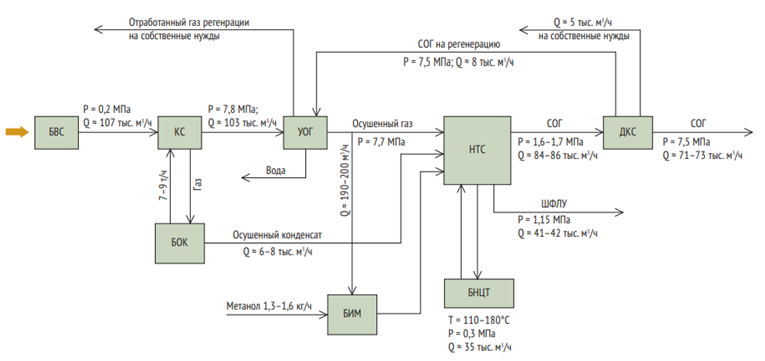 Отработанный газ регенрации
на собственные нужды
Q ≈ 5 тыс. м³/ч
на собственные нужды
СОГ на регенерацию
P = 7,5 МПа; Q ≈ 8 тыс. м³/ч
P = 0,2 МПа
Q ≈ 107 тыс. м³/ч
P = 7,8 МПа;
Q ≈ 103 тыс. м³/ч
Осушенный газ
P = 7,7 МПа
СОГ
P = 1,6–1,7 МПа
Q ≈ 84–86 тыс. м³/ч
СОГ
P = 7,5 МПа
Q ≈ 71–73 тыс. м³/ч
БВС
КС
УОГ
НТС
ДКС
Вода
7–9 т/ч
Газ
Q ≈ 190–200 м³/ч
ШФЛУ
P = 1,15 МПа
Q ≈ 41–42 тыс. м³/ч
БОК
Осушенный конденсат
Q ≈ 6–8 тыс. м³/ч
Метанол 1,3–1,6 кг/ч
БИМ
БНЦТ
T = 110–180°C
P = 0,3 МПа
Q ≈ 35 тыс. м³/ч